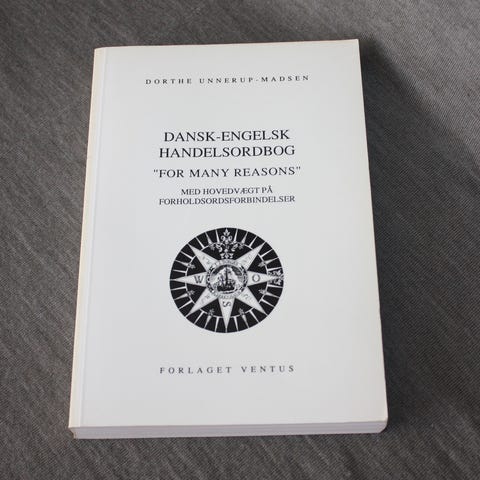 DORTHE UNNERUP-MADSEN
DANSK-ENGELSK
HANDELSORDBOG
"FOR MANY REASONS"
MED HOVEDVÆGT PÅ
FORHOLDSORDSFORBINDELSER
W O
S
FORLAGET VENTUS